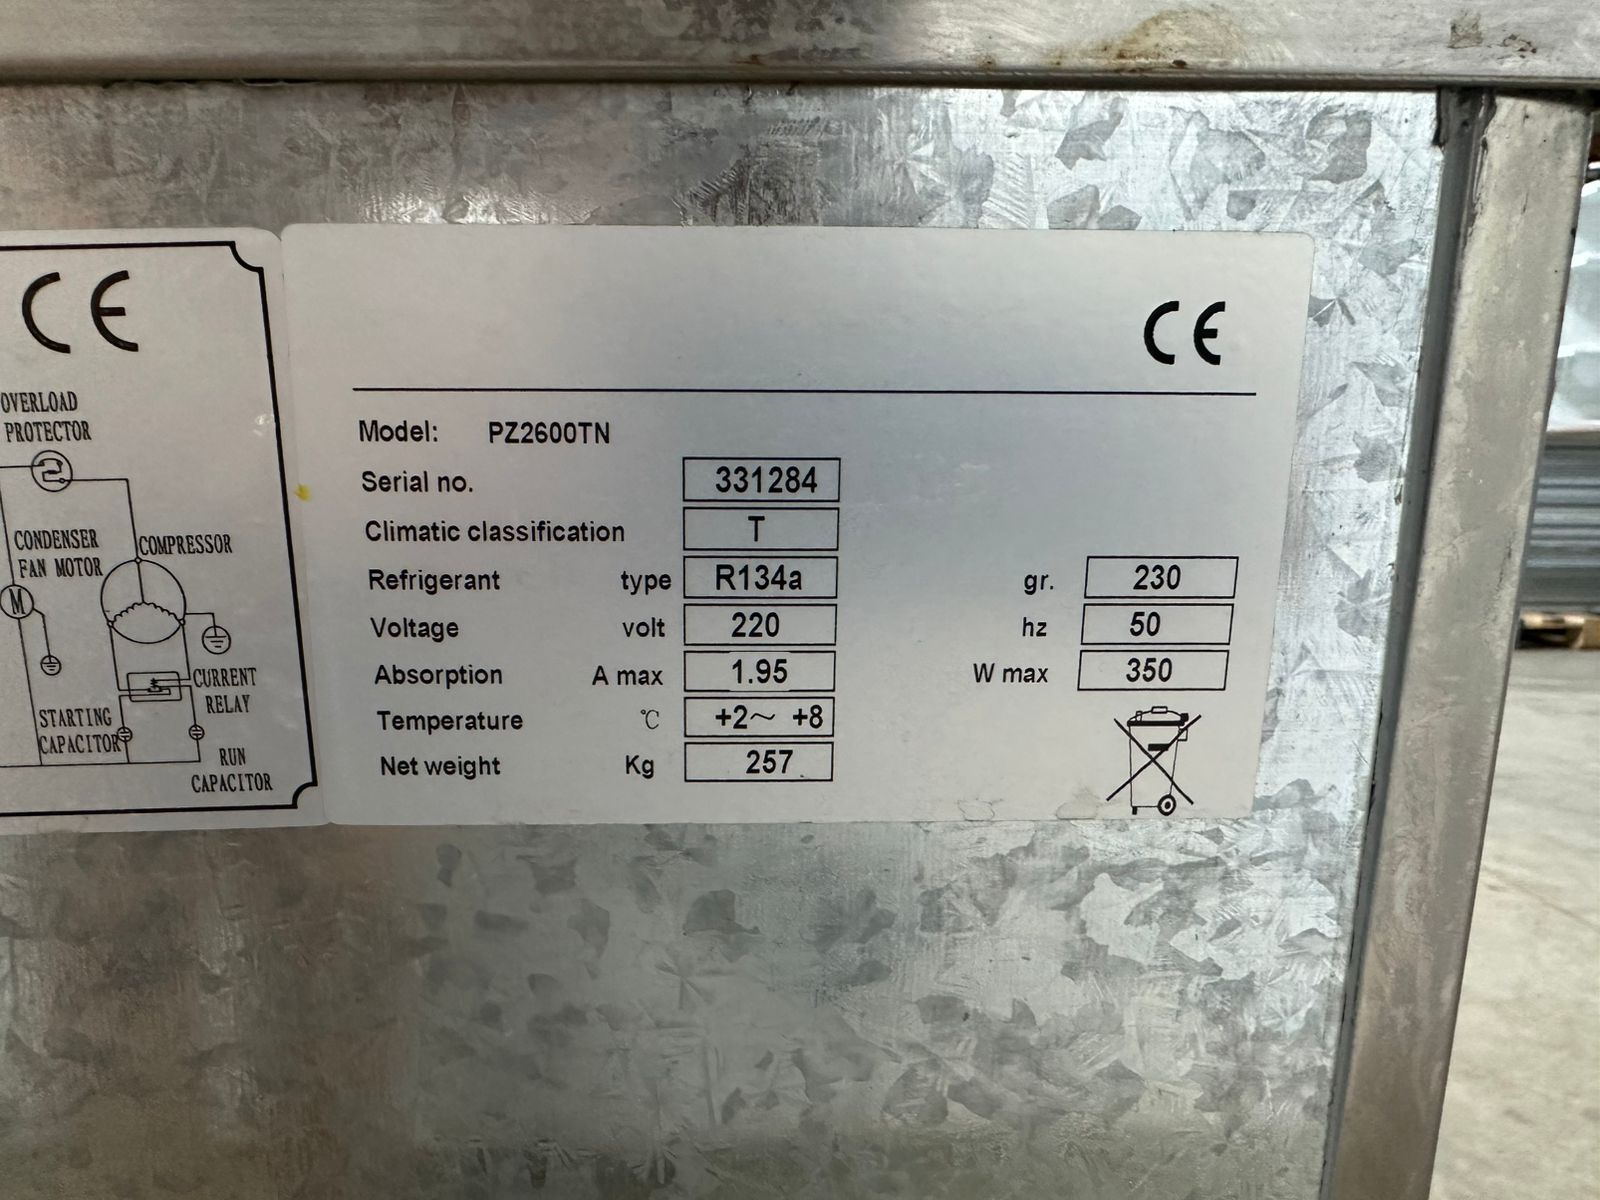 CE
OVERLOAD
PROTECTOR
CONDENSER
FAN MOTOR
COMPRESSOR
M
CURRENT
RELAY
STARTING
CAPACITOR
RUN
CAPACITOR
CE
Model: PZ2600TN
Serial no. 331284
Climatic classification T
Refrigerant type R134a gr. 230
Voltage volt 220 hz 50
Absorption A max 1.95 W max 350
Temperature °C +2~ +8
Net weight Kg 257